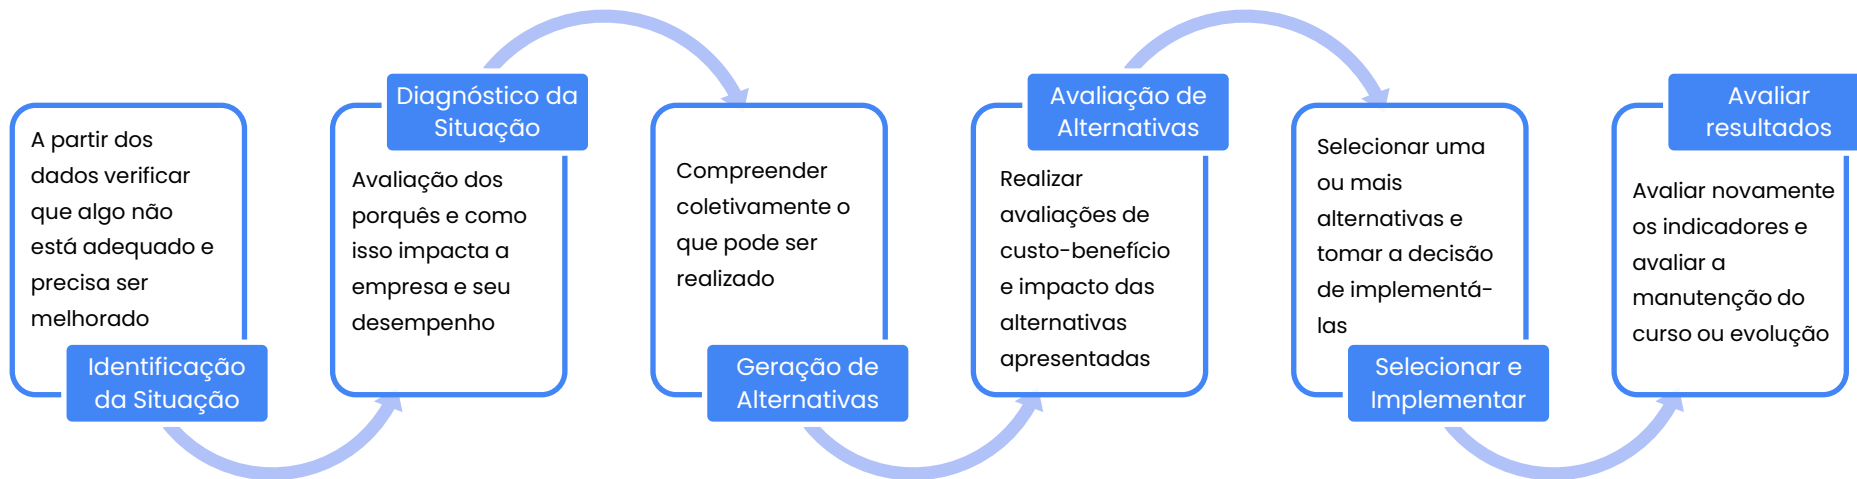 A partir dos
dados verificar
que algo não
está adequado e
precisa ser
melhorado
Identificação
da Situação
Diagnóstico da
Situação
Avaliação dos
porquês e como
isso impacta a
empresa e seu
desempenho
Compreender
coletivamente o
que pode ser
realizado
Geração de
Alternativas
Avaliação de
Alternativas
Realizar
avaliações de
custo-benefício
e impacto das
alternativas
apresentadas
Selecionar uma
ou mais
alternativas e
tomar a decisão
de implementá-
las
Selecionar e
Implementar
Avaliar
resultados
Avaliar novamente
os indicadores e
avaliar a
manutenção do
curso ou evolução